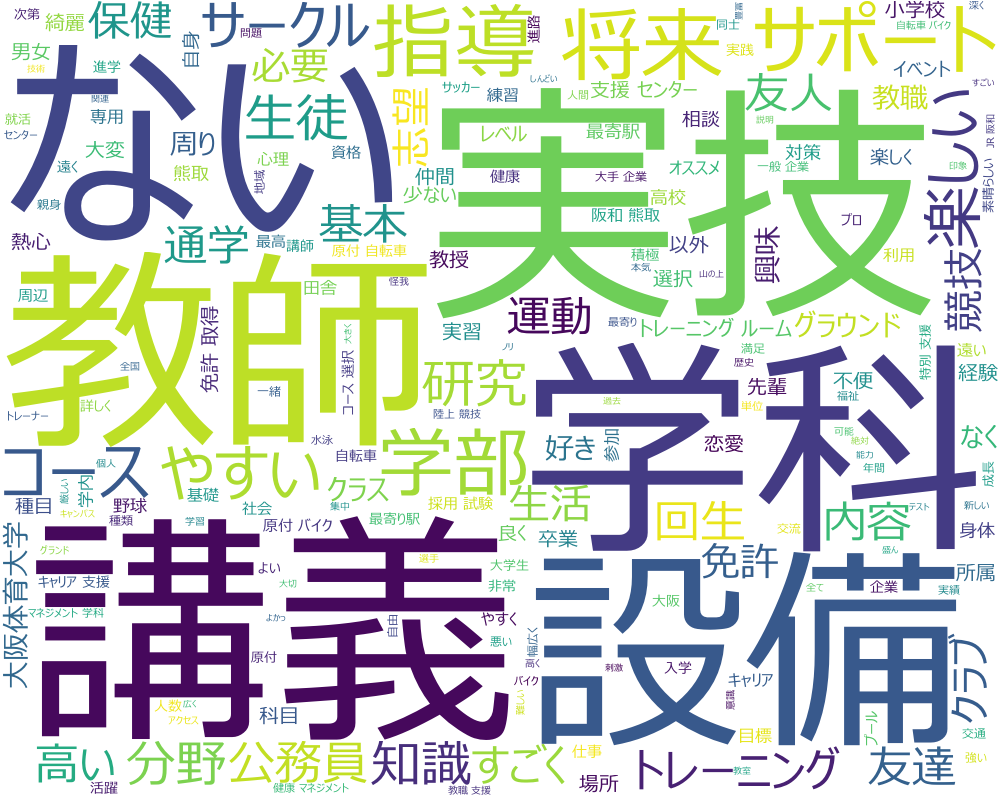 次第
綺麗
保健
サークル
男女
進学
自身
問題
指導
進路
将来
同士
豊富
サポート
小学校
自転車 バイク
深く
実践
イベント
ない
技術
関連
必要
サッカー
練習
しんどい
人間
支援 センター
友人
教職
すごい
就活
センター
専用
生徒
志望
レベル
最寄駅
相談
説明
楽しい
大変
周り
心理
資格
仲間
実技
オススメ
対策
楽しく
JR 阪和
遠く
熊取
地域
少ない
健康
大手 企業
高校
一般 企業
印象
素晴らしい
親身
基本
阪和 熊取
プロ
熱心
通学
最高
講師
原付 自転車
教授
積極
以外
興味
利用
競技
教師
怪我
本気
選択
山の上
周辺
田舎
運動
最寄り
グラウンド
免許 取得
実習
トレーニング ルーム
特別 支援
全国
大きく
ノリ
満足
遠い
一緒
コース 選択
研究
歴史
先輩
不便
福祉
経験
詳しく
トレーナー
陸上 競技
学科
過去
単位
水泳
学部
好き
参加
恋愛
可能
絶対
なく
コース
個人
やすい
自転車
能力
年間
成長
厳しい
学内
基礎
クラス
採用 試験
生活
回生
交流
内容
テスト
新しい
種目
キャンパス
野球
種類
社会
集中
最寄り駅
良く
卒業
免許
身体
大阪体育大学
グランド
学習
原付 バイク
選手
大学生
盛ん
キャリア 支援
講義
よい
大切
非常
設備
企業
所属
マネジメント 学科
よかっ
自由
やすく
大阪
全て
実績
原付
悪い
幅広く
高く
クラブ
バイク
刺激
入学
キャリア
意識
人数
広く
科目
難しい
アクセス
目標
プール
交通
高い
分野
公務員
知識
すごく
仕事
トレーニング
教室
友達
強い
活躍
健康 マネジメント
教職 支援
場所